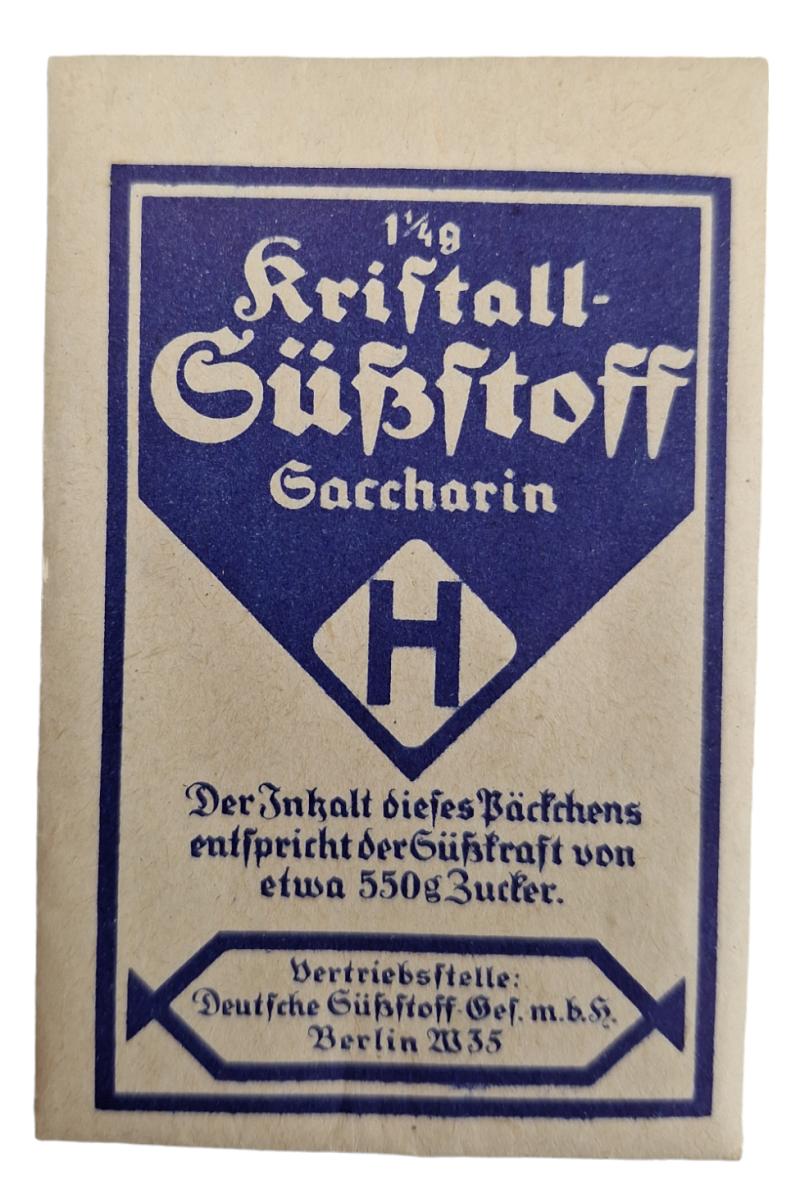 1¼g
Kriſtall-
Süßſtoff
Saccharin
H
Der Inhalt dieſes Päckchens
entſpricht der Süßkraft von
etwa 550g Zucker.
Vertriebsſtelle:
Deutſche Süßſtoff-Geſ. m. b. H.
Berlin W35